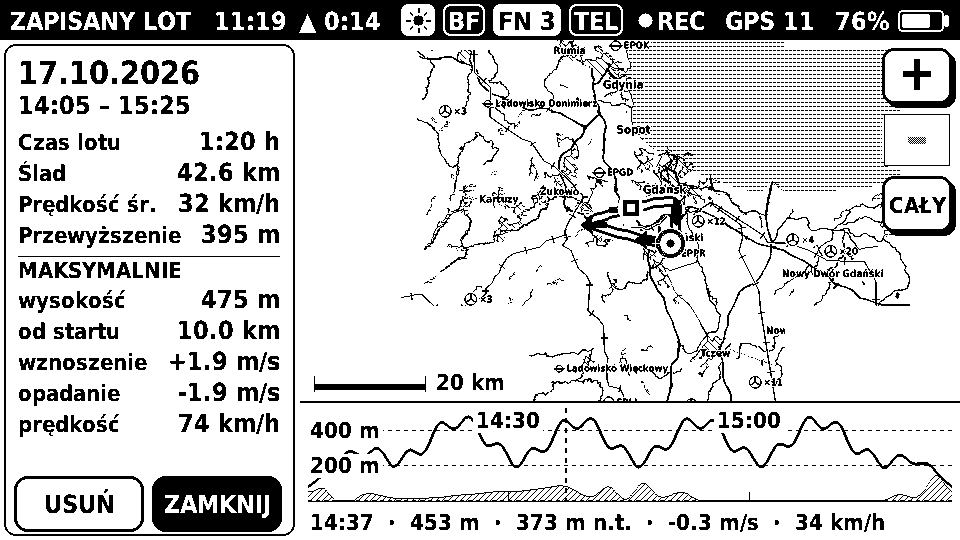 ZAPISANY LOT 11:19 ▲ 0:14 BF FN 3 TEL ●REC GPS 11 76%
17.10.2026
14:05 – 15:25
Czas lotu 1:20 h
Ślad 42.6 km
Prędkość śr. 32 km/h
Przewyższenie 395 m
MAKSYMALNIE
wysokość 475 m
od startu 10.0 km
wznoszenie +1.9 m/s
opadanie -1.9 m/s
prędkość 74 km/h
USUŃ ZAMKNIJ
Rumia
EPOK
Gdynia
×3
Lądowisko Donimierz
Sopot
EPGD
Żukowo
Gdańsk
Kartuzy
×12
×4
×20
Nowy Dwór Gdański
×3
Now
Tczew
Lądowisko Więckowy
×11
+
-
CAŁY
20 km
14:30 15:00
400 m
200 m
14:37 · 453 m · 373 m n.t. · -0.3 m/s · 34 km/h